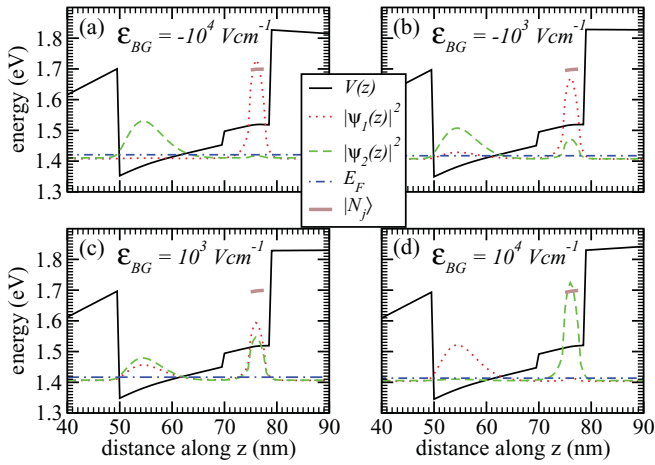 (a) ε_BG = -10^4 Vcm^-1
(b) ε_BG = -10^3 Vcm^-1
1.8
1.7
1.6
1.5
1.4
1.3
energy (eV)
V(z)
|ψ_1(z)|^2
|ψ_2(z)|^2
E_F
|N_j⟩
(c) ε_BG = 10^3 Vcm^-1
(d) ε_BG = 10^4 Vcm^-1
1.8
1.7
1.6
1.5
1.4
1.3
energy (eV)
40 50 60 70 80 90
40 50 60 70 80 90
distance along z (nm)
distance along z (nm)